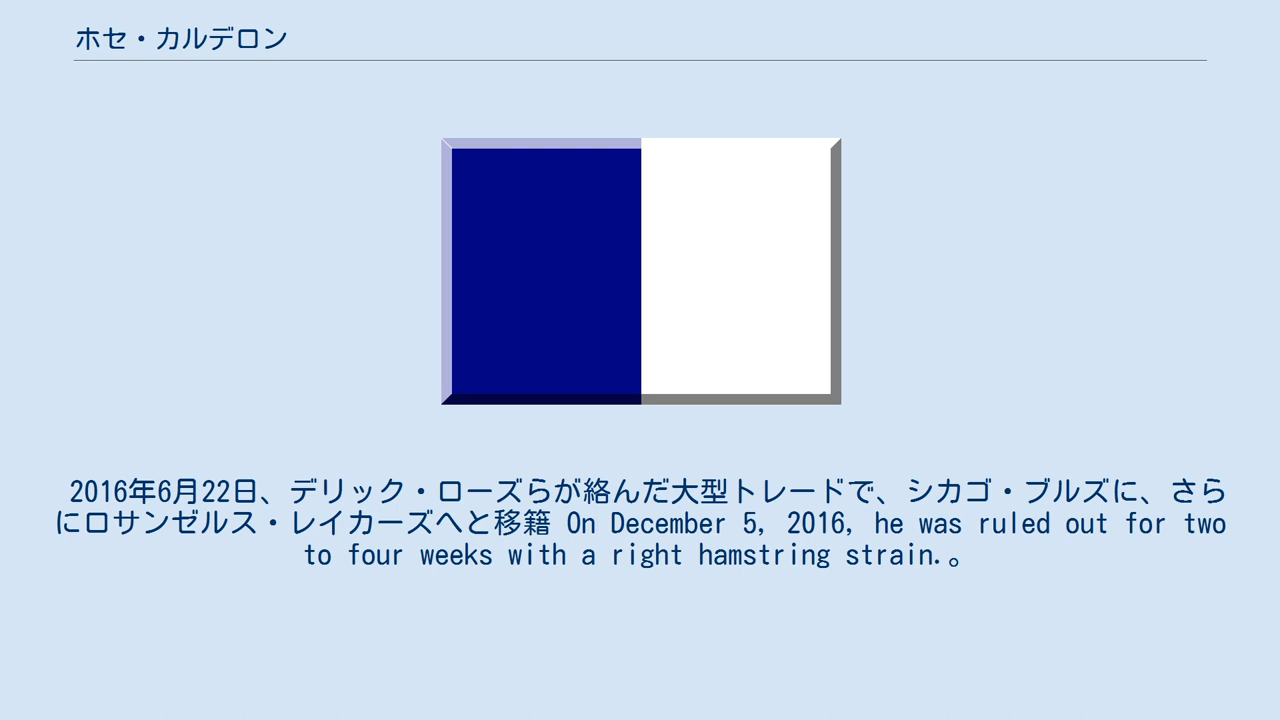 ホセ・カルデロン
2016年6月22日、デリック・ローズらが絡んだ大型トレードで、シカゴ・ブルズに、さら
にロサンゼルス・レイカーズへと移籍 On December 5, 2016, he was ruled out for two
to four weeks with a right hamstring strain.。